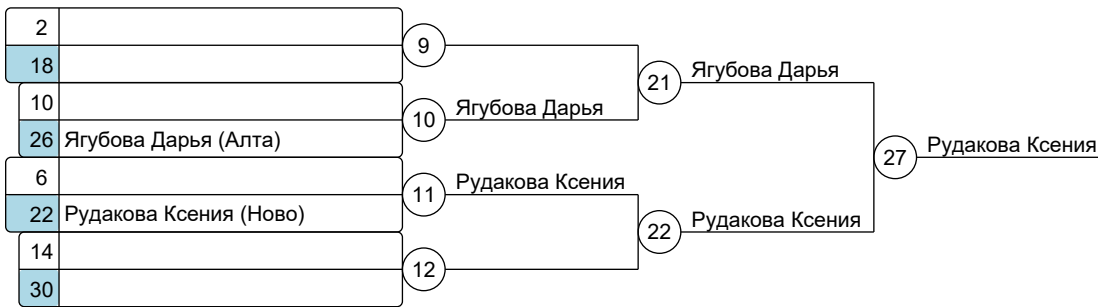 2
18
9
10
26 Ягубова Дарья (Алта)
10 Ягубова Дарья
21 Ягубова Дарья
6
22 Рудакова Ксения (Ново)
11 Рудакова Ксения
14
30
12
22 Рудакова Ксения
27 Рудакова Ксения